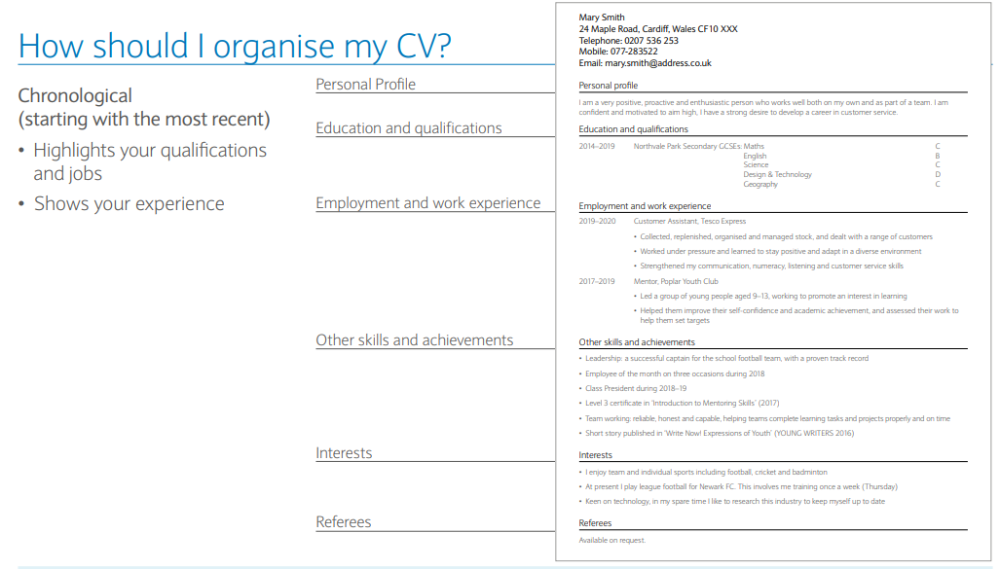 How should I organise my CV?
Chronological
(starting with the most recent)
• Highlights your qualifications
and jobs
• Shows your experience
Personal Profile
Education and qualifications
Employment and work experience
Other skills and achievements
Interests
Referees
Mary Smith
24 Maple Road, Cardiff, Wales CF10 XXX
Telephone: 0207 536 253
Mobile: 077-283522
Email: mary.smith@address.co.uk
Personal profile
I am a very positive, proactive and enthusiastic person who works well both on my own and as part of a team. I am
confident and motivated to aim high, I have a strong desire to develop a career in customer service.
Education and qualifications
2014–2019 Northvale Park Secondary GCSEs: Maths C
English B
Science C
Design & Technology D
Geography C
Employment and work experience
2019–2020 Customer Assistant, Tesco Express
• Collected, replenished, organised and managed stock, and dealt with a range of customers
• Worked under pressure and learned to stay positive and adapt in a diverse environment
• Strengthened my communication, numeracy, listening and customer service skills
2017–2019 Mentor, Poplar Youth Club
• Led a group of young people aged 9–13, working to promote an interest in learning
• Helped them improve their self-confidence and academic achievement, and assessed their work to
help them set targets
Other skills and achievements
• Leadership: a successful captain for the school football team, with a proven track record
• Employee of the month on three occasions during 2018
• Class President during 2018–19
• Level 3 certificate in 'Introduction to Mentoring Skills' (2017)
• Team working: reliable, honest and capable, helping teams complete learning tasks and projects properly and on time
• Short story published in 'Write Now! Expressions of Youth' (YOUNG WRITERS 2016)
Interests
• I enjoy team and individual sports including football, cricket and badminton
• At present I play league football for Newark FC. This involves me training once a week (Thursday)
• Keen on technology, in my spare time I like to research this industry to keep myself up to date
Referees
Available on request.